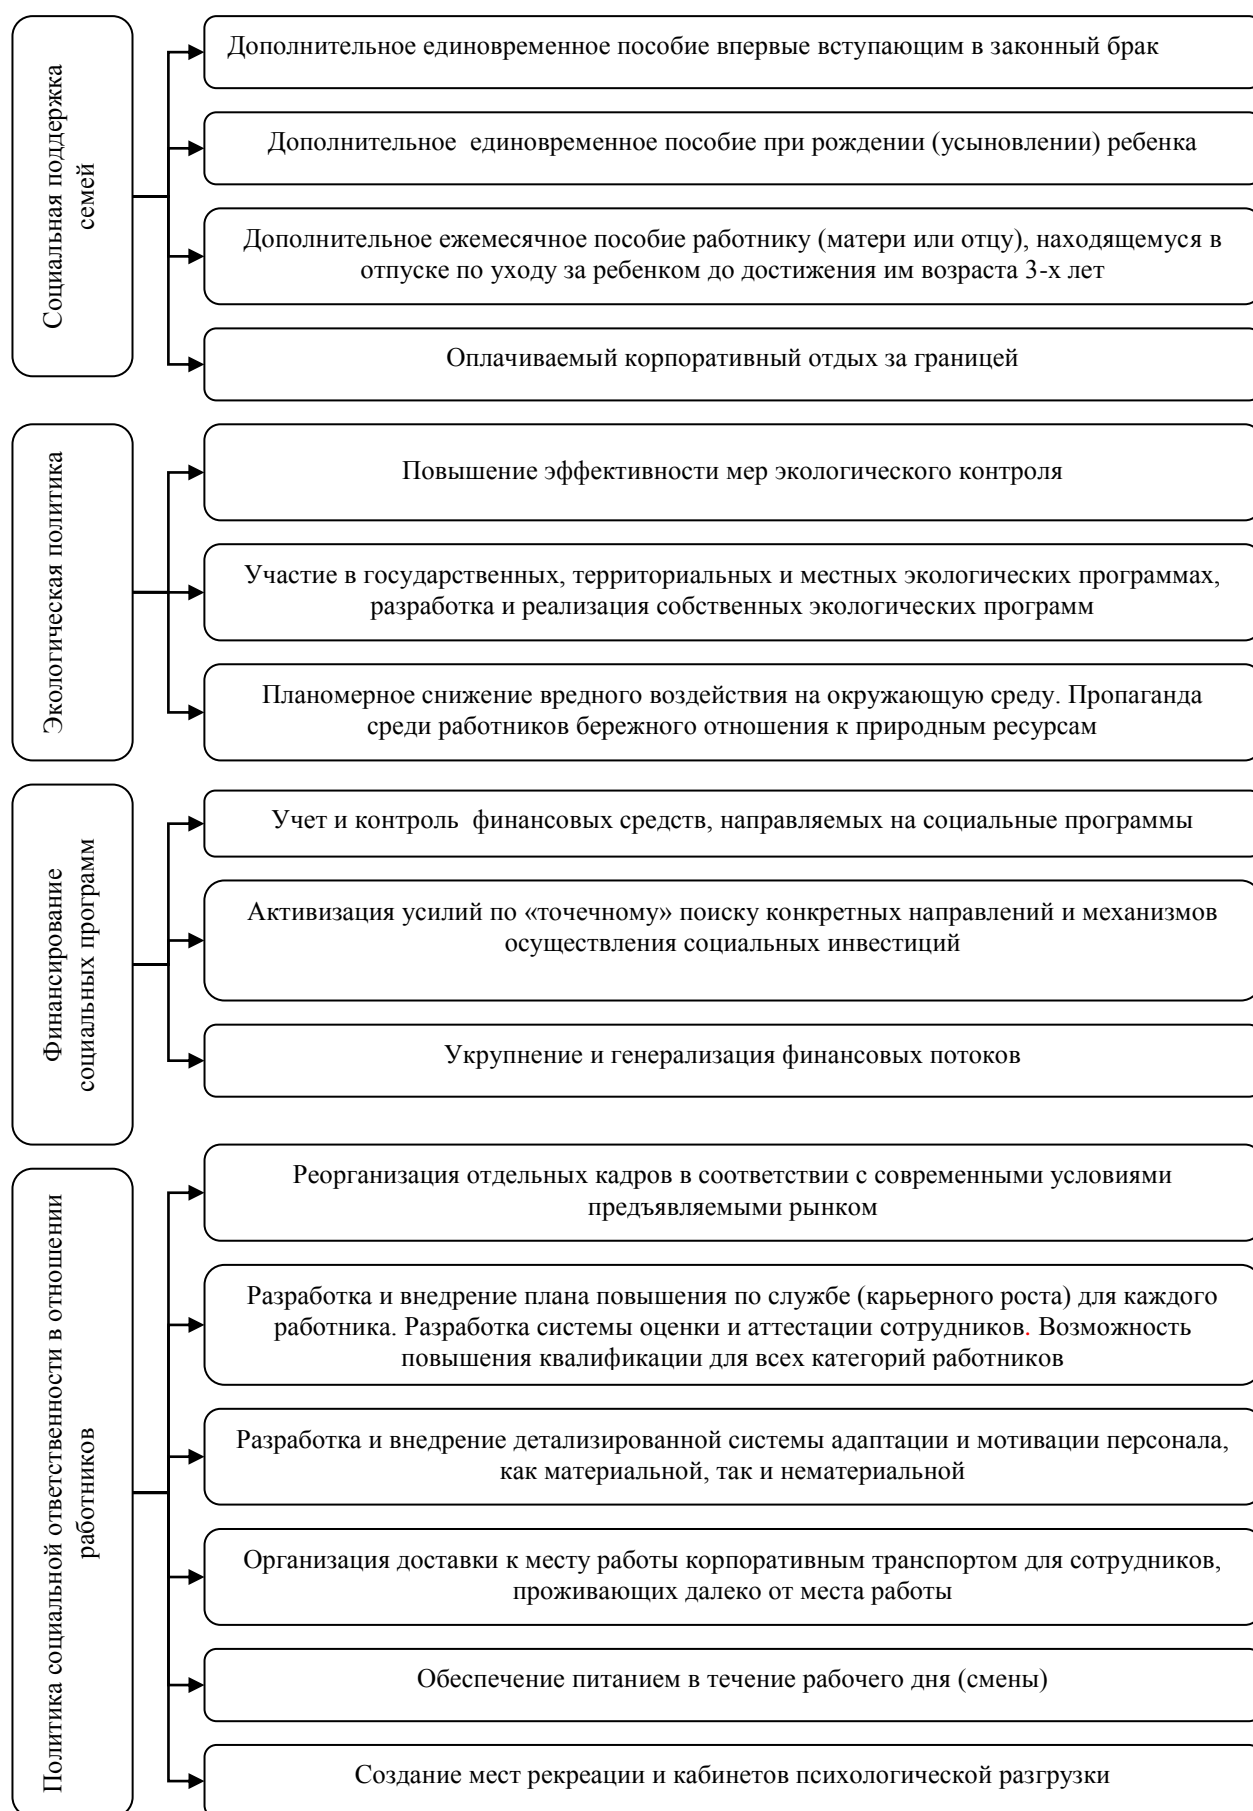 Социальная поддержка
семей
Дополнительное единовременное пособие впервые вступающим в законный брак
Дополнительное единовременное пособие при рождении (усыновлении) ребенка
Дополнительное ежемесячное пособие работнику (матери или отцу), находящемуся в
отпуске по уходу за ребенком до достижения им возраста 3-х лет
Оплачиваемый корпоративный отдых за границей
Экологическая политика
Повышение эффективности мер экологического контроля
Участие в государственных, территориальных и местных экологических программах,
разработка и реализация собственных экологических программ
Планомерное снижение вредного воздействия на окружающую среду. Пропаганда
среди работников бережного отношения к природным ресурсам
Финансирование
социальных программ
Учет и контроль финансовых средств, направляемых на социальные программы
Активизация усилий по «точечному» поиску конкретных направлений и механизмов
осуществления социальных инвестиций
Укрупнение и генерализация финансовых потоков
Политика социальной ответственности в отношении
работников
Реорганизация отдельных кадров в соответствии с современными условиями
предъявляемыми рынком
Разработка и внедрение плана повышения по службе (карьерного роста) для каждого
работника. Разработка системы оценки и аттестации сотрудников. Возможность
повышения квалификации для всех категорий работников
Разработка и внедрение детализированной системы адаптации и мотивации персонала,
как материальной, так и нематериальной
Организация доставки к месту работы корпоративным транспортом для сотрудников,
проживающих далеко от места работы
Обеспечение питанием в течение рабочего дня (смены)
Создание мест рекреации и кабинетов психологической разгрузки